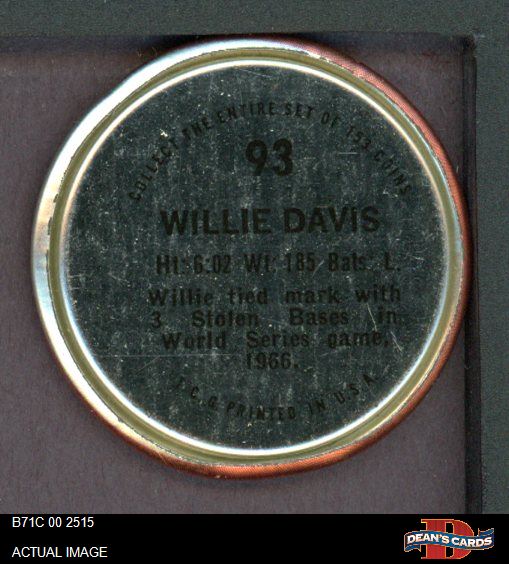 COLLECT THE ENTIRE SET OF 153 COINS
93
WILLIE DAVIS
Ht: 6:02 Wt: 185 Bats: L.
Willie tied mark with
3 Stolen Bases in
World Series game,
1966.
T.C.G. PRINTED IN U.S.A.
B71C 00 2515
ACTUAL IMAGE
D
DEAN'S CARDS